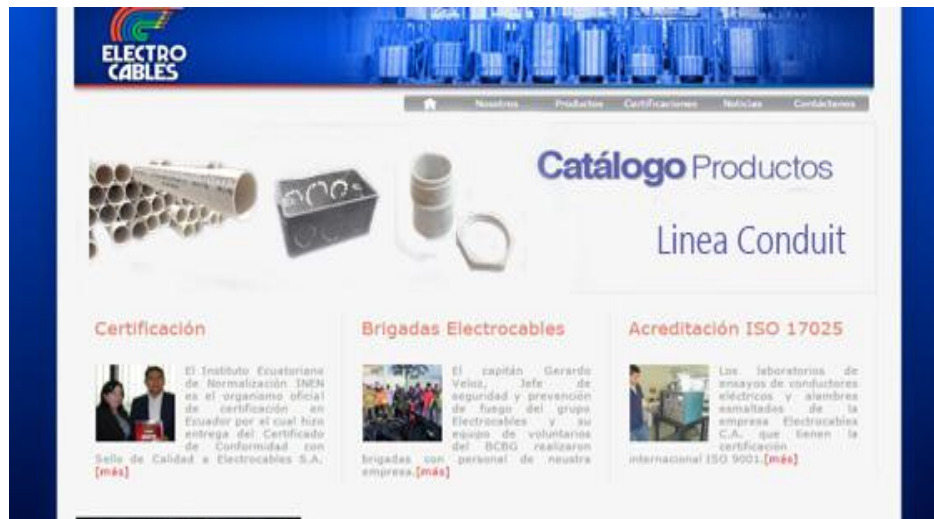 ELECTRO
CABLES
Nosotros Productos Certificaciones Noticias Contáctenos
Catálogo Productos
Linea Conduit
Certificación
El Instituto Ecuatoriano
de Normalización INEN
es el organismo oficial
de certificación en
Ecuador por el cual hizo
entrega del Certificado
de Conformidad con
Sello de Calidad a Electrocables S.A.
[más]
Brigadas Electrocables
El capitán Gerardo
Veloz, Jefe de
seguridad y prevención
de fuego del grupo
Electrocables y su
equipo de voluntarios
del BCBG realizaron
brigadas con personal de neustra
empresa.[más]
Acreditación ISO 17025
Los laboratorios de
ensayos de conductores
eléctricos y alambres
esmaltados de la
empresa Electrocables
C.A. que tienen la
certificación
internacional ISO 9001.[más]